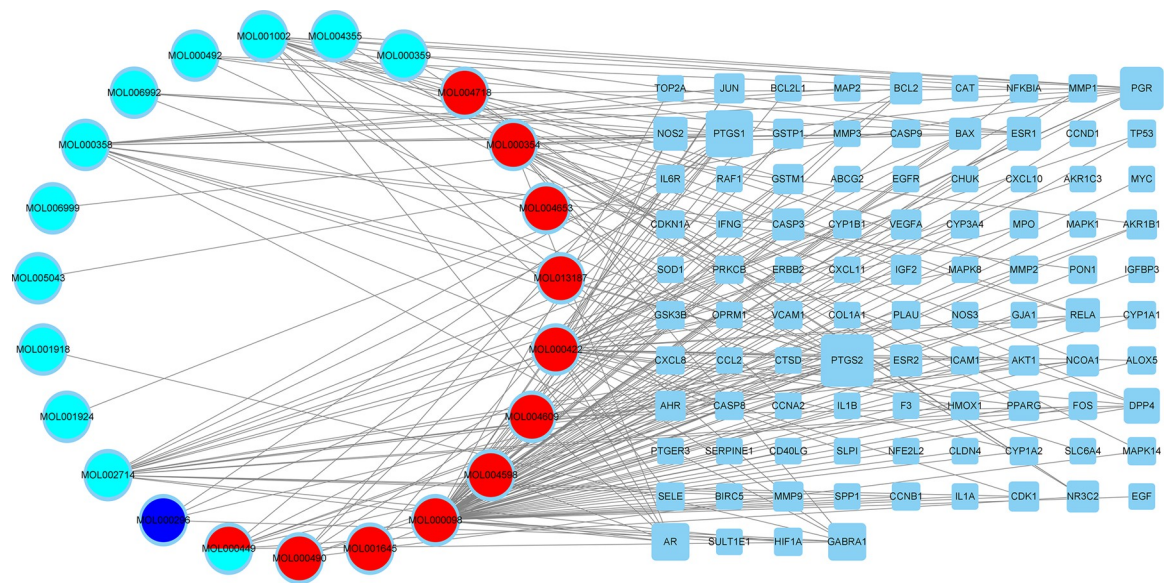 MOL001002
MOL004355
MOL000492
MOL000359
MOL006992
MOL004718
MOL000358
MOL000354
MOL006999
MOL004653
MOL005043
MOL013187
MOL001918
MOL000422
MOL001924
MOL004609
MOL002714
MOL004598
MOL000296
MOL000098
MOL000449
MOL000490
MOL001645
TOP2A JUN BCL2L1 MAP2 BCL2 CAT NFKBIA MMP1 PGR
NOS2 PTGS1 GSTP1 MMP3 CASP9 BAX ESR1 CCND1 TP53
IL6R RAF1 GSTM1 ABCG2 EGFR CHUK CXCL10 AKR1C3 MYC
CDKN1A IFNG CASP3 CYP1B1 VEGFA CYP3A4 MPO MAPK1 AKR1B1
SOD1 PRKCB ERBB2 CXCL11 IGF2 MAPK8 MMP2 PON1 IGFBP3
GSK3B OPRM1 VCAM1 COL1A1 PLAU NOS3 GJA1 RELA CYP1A1
CXCL8 CCL2 CTSD PTGS2 ESR2 ICAM1 AKT1 NCOA1 ALOX5
AHR CASP8 CCNA2 IL1B F3 HMOX1 PPARG FOS DPP4
PTGER3 SERPINE1 CD40LG SLPI NFE2L2 CLDN4 CYP1A2 SLC6A4 MAPK14
SELE BIRC5 MMP9 SPP1 CCNB1 IL1A CDK1 NR3C2 EGF
AR SULT1E1 HIF1A GABRA1